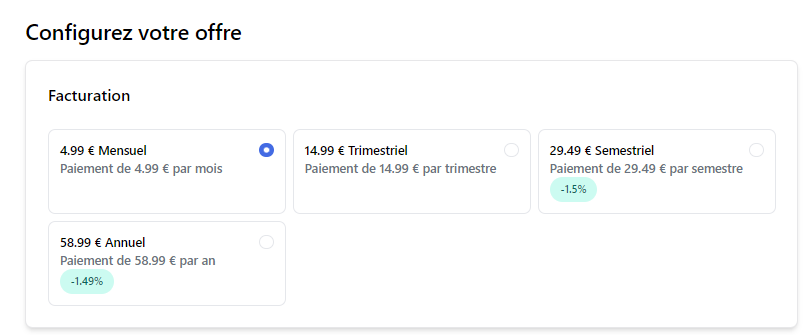 Configurez votre offre
Facturation
4.99 € Mensuel
Paiement de 4.99 € par mois
14.99 € Trimestriel
Paiement de 14.99 € par trimestre
29.49 € Semestriel
Paiement de 29.49 € par semestre
-1.5%
58.99 € Annuel
Paiement de 58.99 € par an
-1.49%